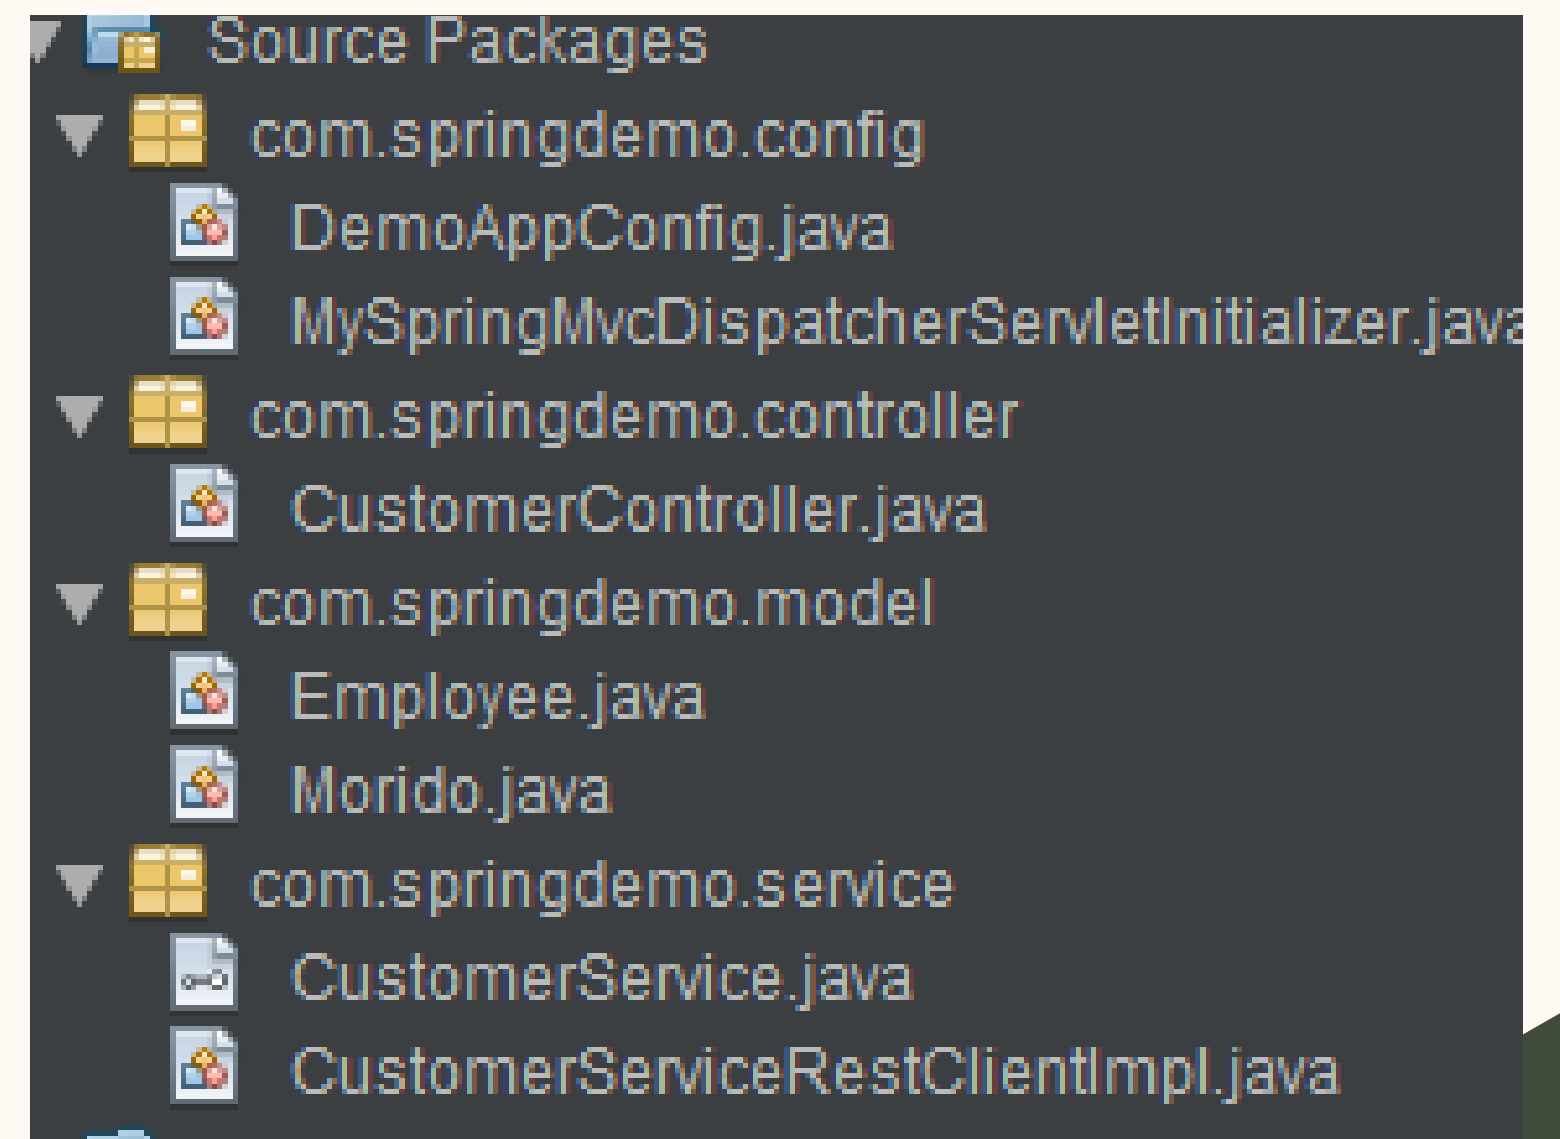 Source Packages
com.springdemo.config
DemoAppConfig.java
MySpringMvcDispatcherServletInitializer.java
com.springdemo.controller
CustomerController.java
com.springdemo.model
Employee.java
Morido.java
com.springdemo.service
CustomerService.java
CustomerServiceRestClientImpl.java